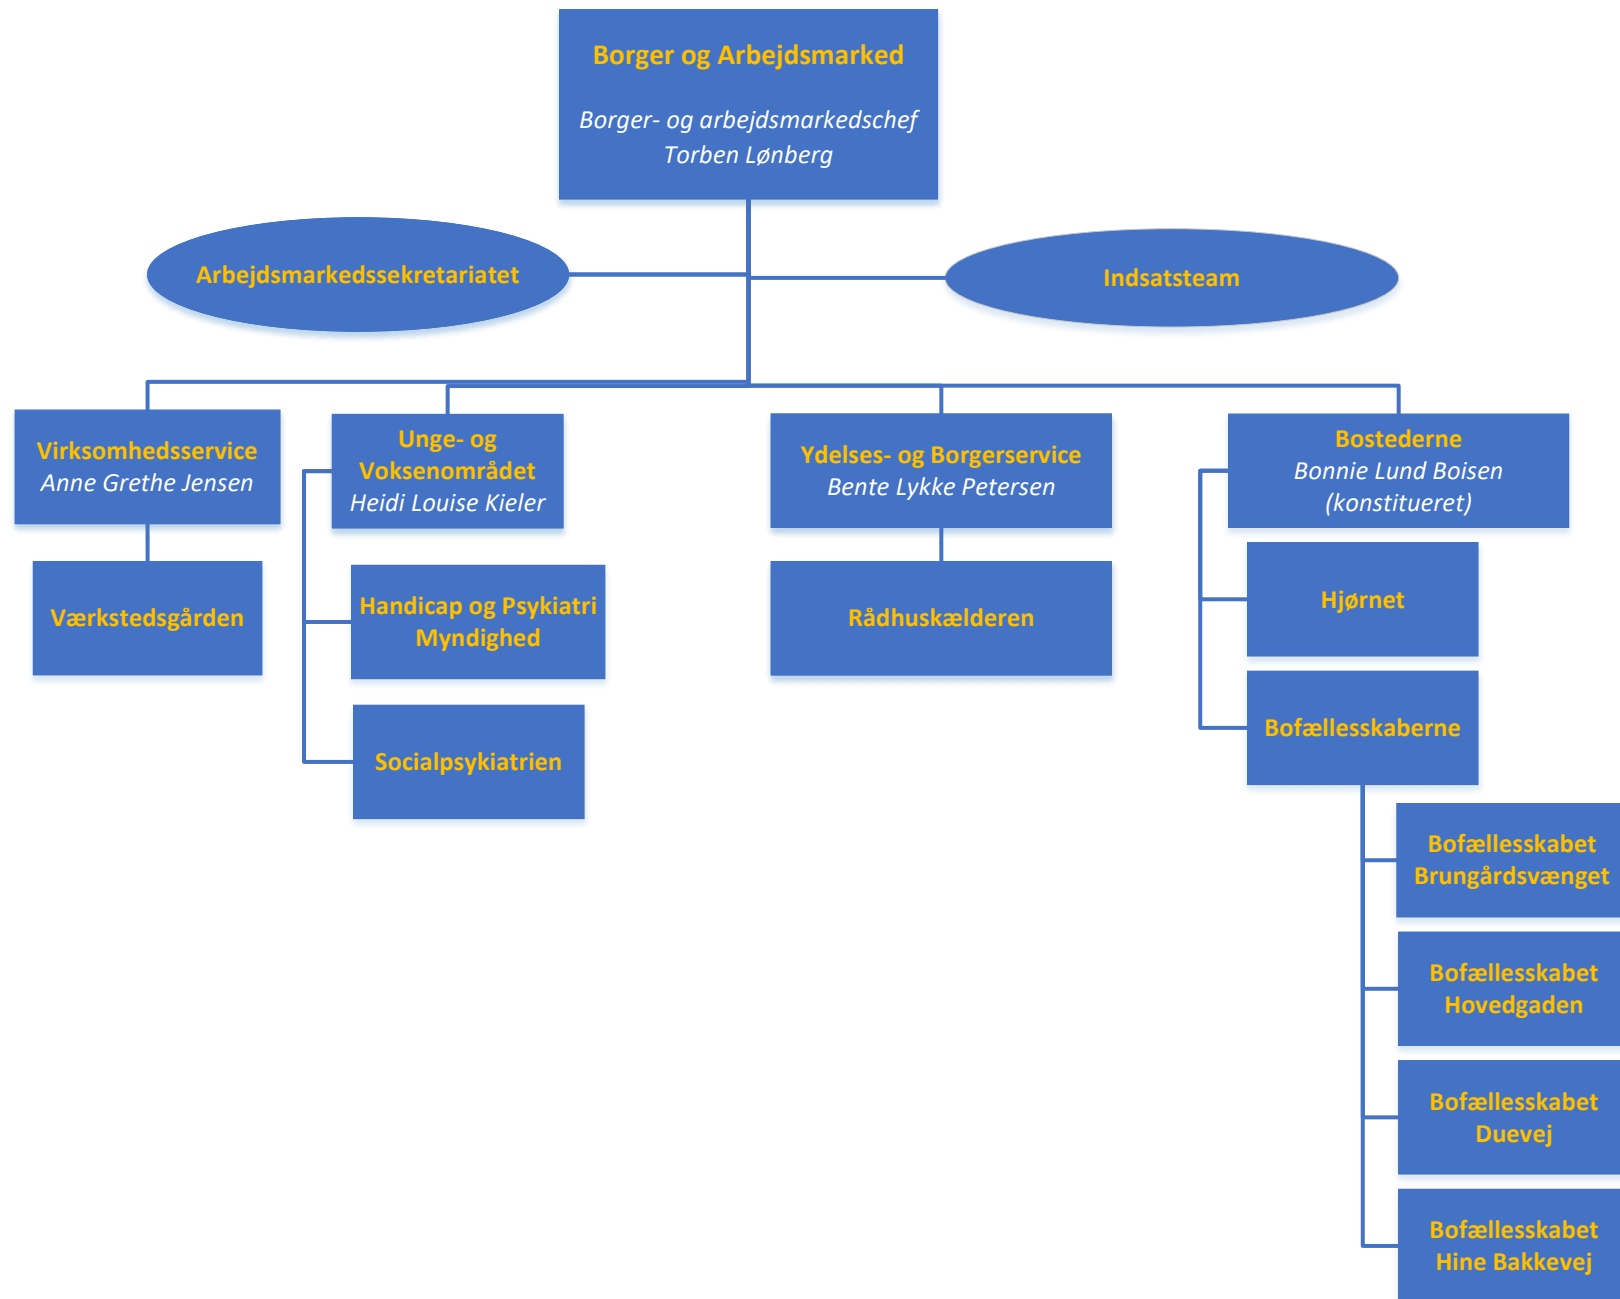 Borger og Arbejdsmarked
Borger- og arbejdsmarkedschef
Torben Lønberg
Arbejdsmarkedssekretariatet
Indsatsteam
Virksomhedsservice
Anne Grethe Jensen
Unge- og
Voksenområdet
Heidi Louise Kieler
Ydelses- og Borgerservice
Bente Lykke Petersen
Bostederne
Bonnie Lund Boisen
(konstitueret)
Værkstedsgården
Handicap og Psykiatri
Myndighed
Socialpsykiatrien
Rådhuskælderen
Hjørnet
Bofællesskaberne
Bofællesskabet
Brungårdsvænget
Bofællesskabet
Hovedgaden
Bofællesskabet
Duevej
Bofællesskabet
Hine Bakkevej